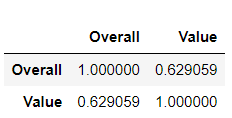 Overall Value
Overall 1.000000 0.629059
Value 0.629059 1.000000